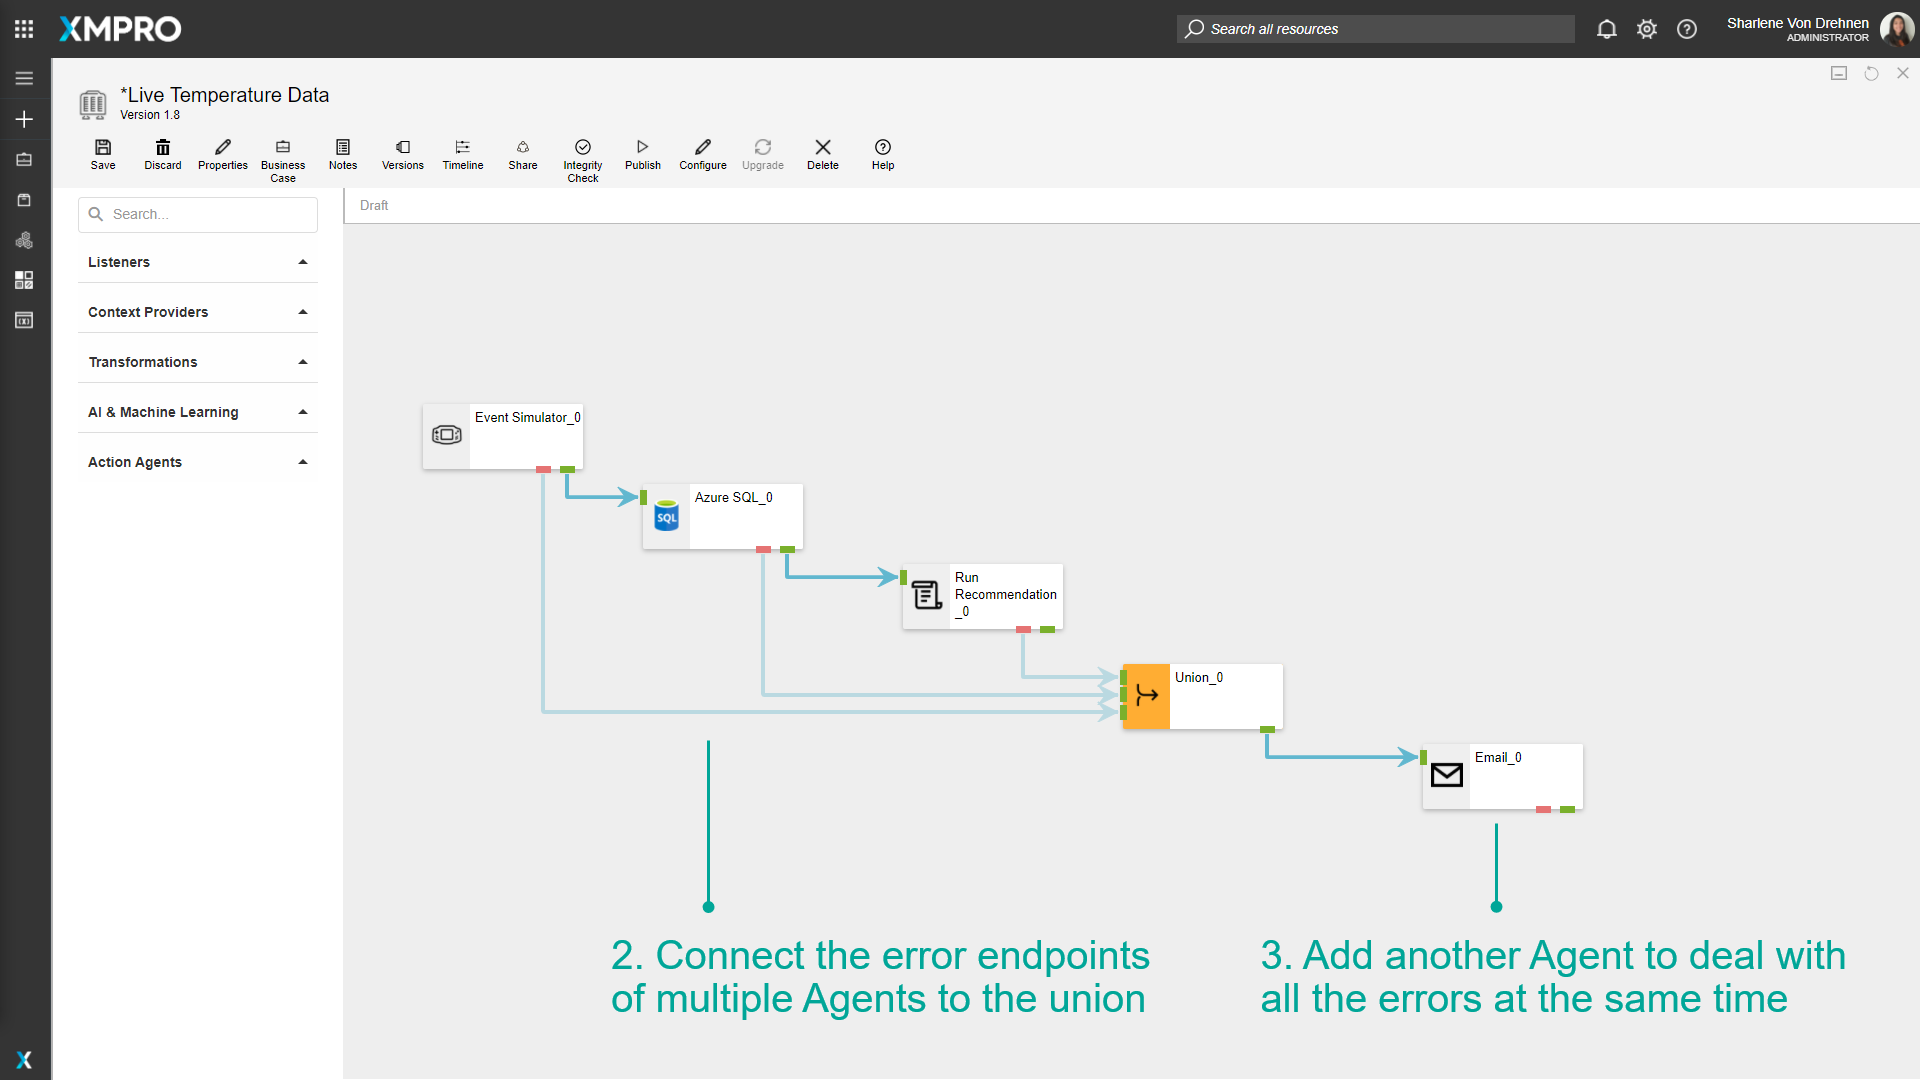 XMPRO
Search all resources
Sharlene Von Drehnen
ADMINISTRATOR
*Live Temperature Data
Version 1.8
Save
Discard
Properties
Business
Case
Notes
Versions
Timeline
Share
Integrity
Check
Publish
Configure
Upgrade
Delete
Help
Search...
Draft
Listeners
Context Providers
Transformations
AI & Machine Learning
Action Agents
Event Simulator_0
SQL
Azure SQL_0
Run
Recommendation
_0
Union_0
Email_0
2. Connect the error endpoints
of multiple Agents to the union
3. Add another Agent to deal with
all the errors at the same time
X